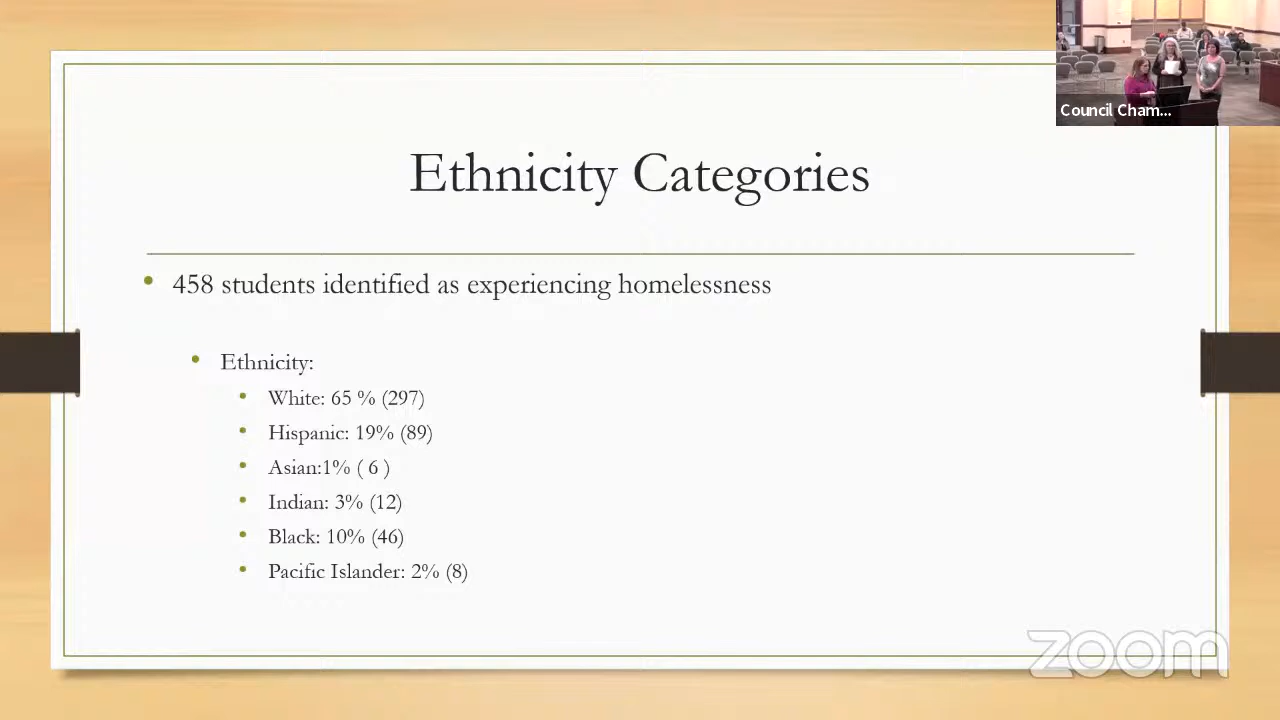 Council Cham...
Ethnicity Categories
• 458 students identified as experiencing homelessness
• Ethnicity:
• White: 65 % (297)
• Hispanic: 19% (89)
• Asian:1% ( 6 )
• Indian: 3% (12)
• Black: 10% (46)
• Pacific Islander: 2% (8)
zoom